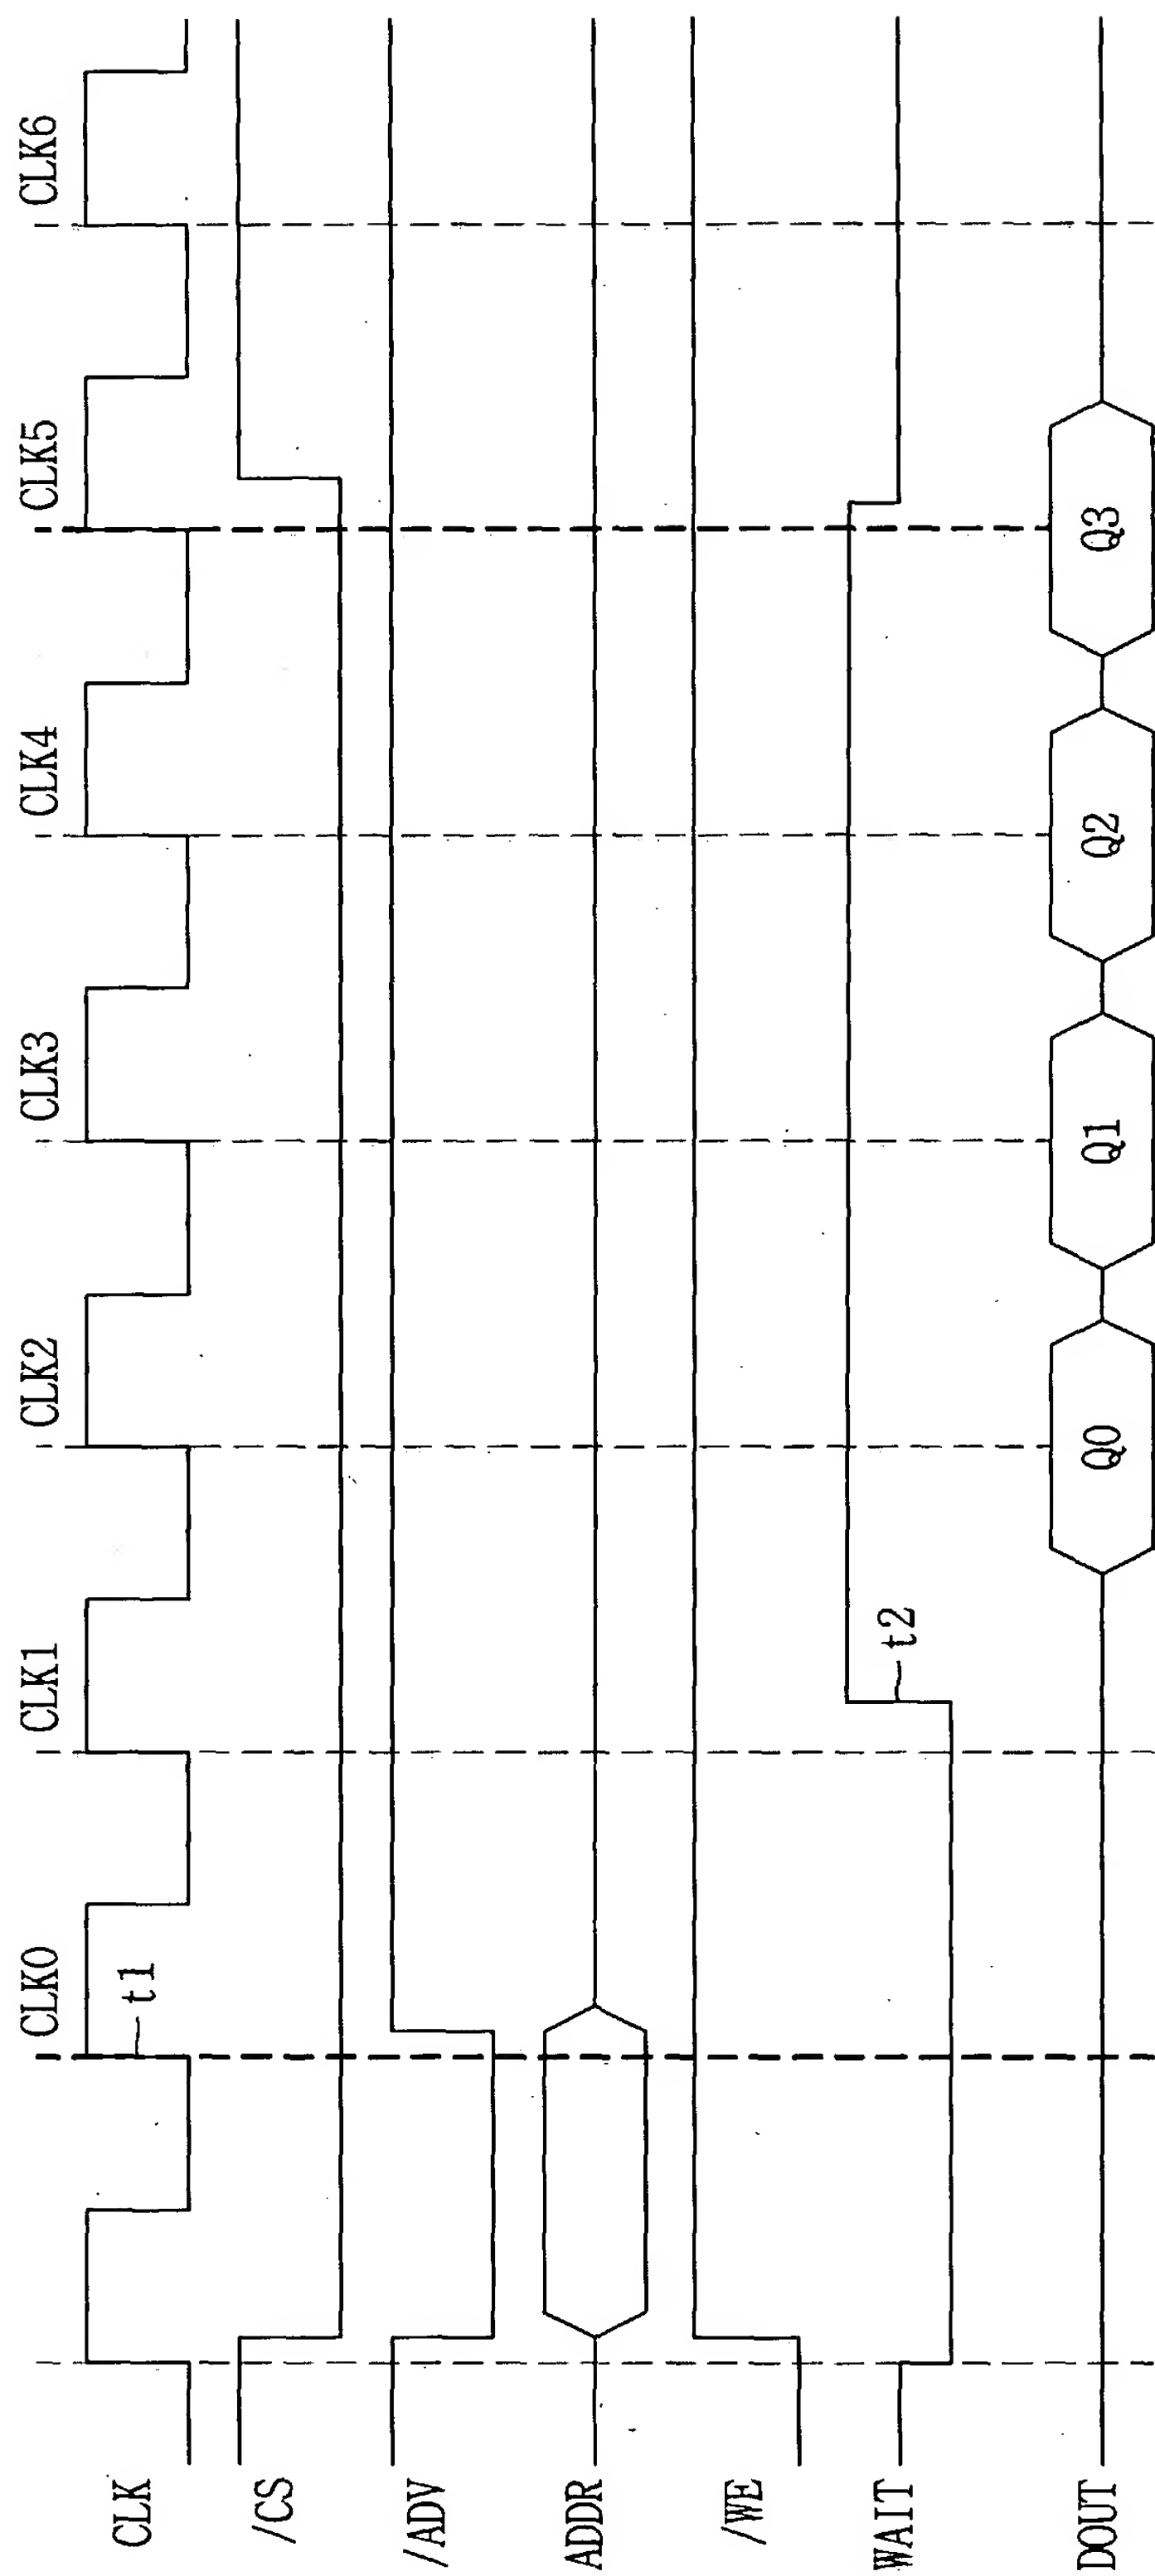 CLK0 CLK1 CLK2 CLK3 CLK4 CLK5 CLK6
CLK
t1
/CS
/ADV
ADDR
/WE
WAIT
t2
DOUT
Q0 Q1 Q2 Q3